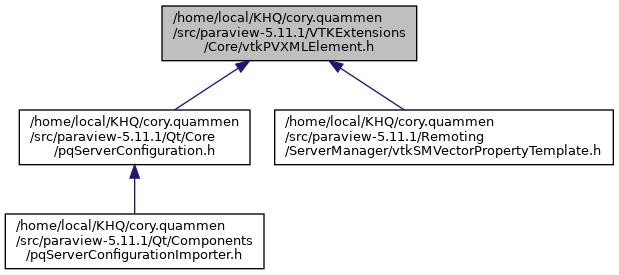 /home/local/KHQ/cory.quammen
/src/paraview-5.11.1/VTKExtensions
/Core/vtkPVXMLElement.h
/home/local/KHQ/cory.quammen
/src/paraview-5.11.1/Qt/Core
/pqServerConfiguration.h
/home/local/KHQ/cory.quammen
/src/paraview-5.11.1/Remoting
/ServerManager/vtkSMVectorPropertyTemplate.h
/home/local/KHQ/cory.quammen
/src/paraview-5.11.1/Qt/Components
/pqServerConfigurationImporter.h